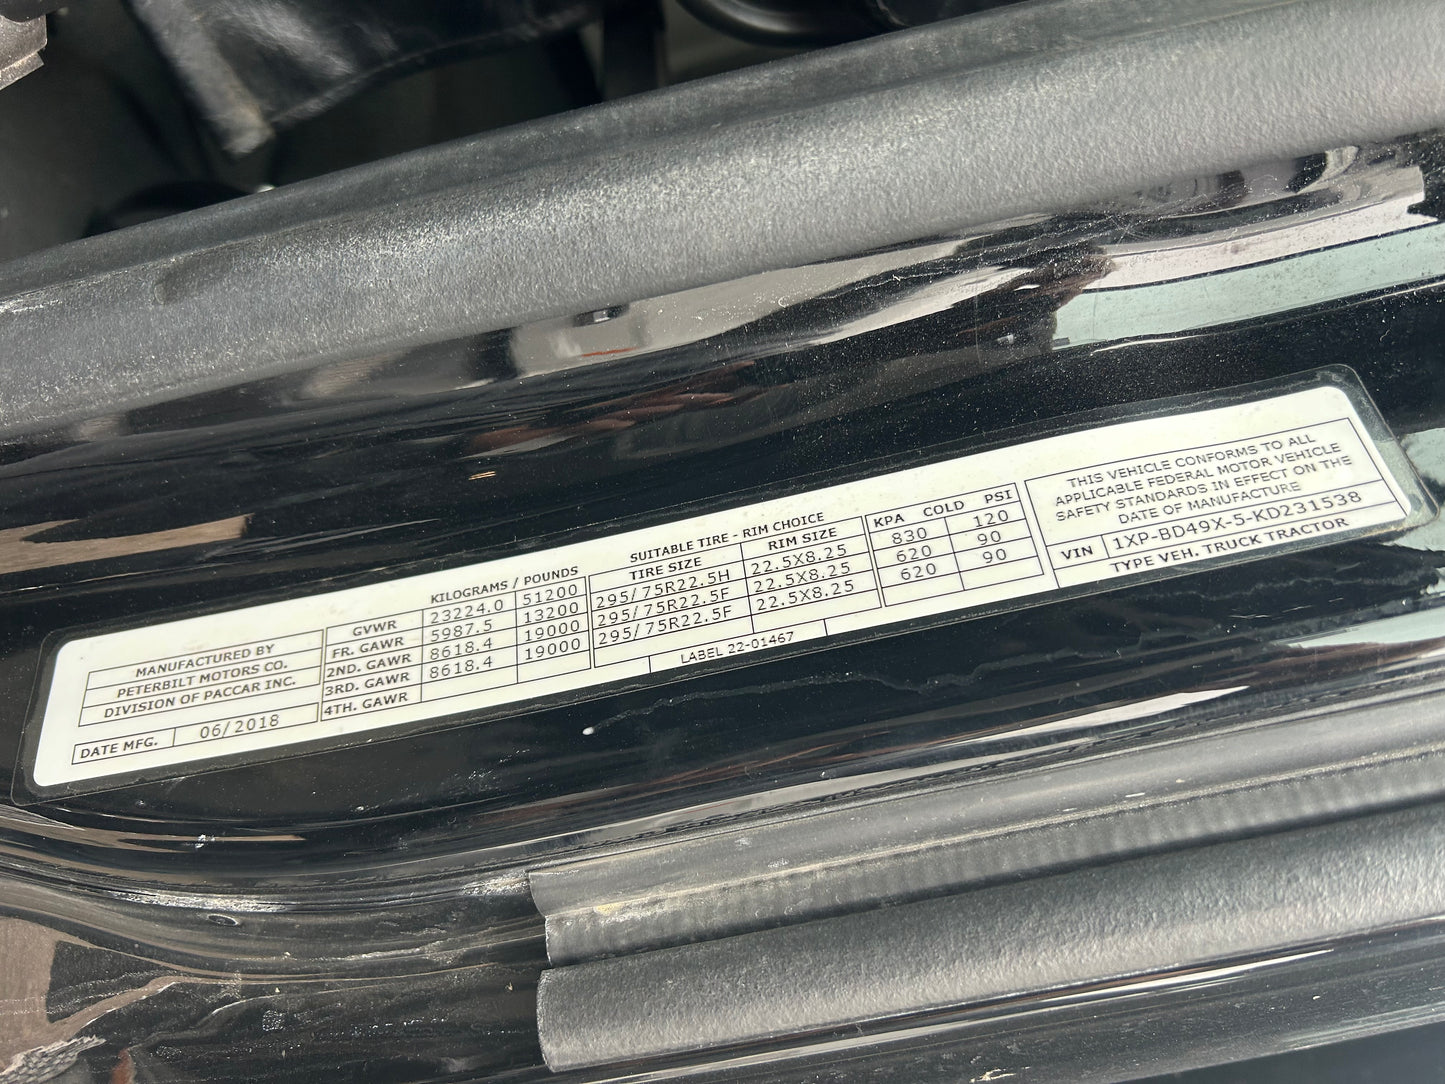 MANUFACTURED BY
PETERBILT MOTORS CO.
DIVISION OF PACCAR INC.
DATE MFG. 06/2018
KILOGRAMS / POUNDS
GVWR 23224.0 51200
FR. GAWR 5987.5 13200
2ND. GAWR 8618.4 19000
3RD. GAWR 8618.4 19000
4TH. GAWR
SUITABLE TIRE - RIM CHOICE
TIRE SIZE RIM SIZE KPA COLD PSI
295/75R22.5H 22.5X8.25 830 120
295/75R22.5F 22.5X8.25 620 90
295/75R22.5F 22.5X8.25 620 90
LABEL 22-01467
THIS VEHICLE CONFORMS TO ALL
APPLICABLE FEDERAL MOTOR VEHICLE
SAFETY STANDARDS IN EFFECT ON THE
DATE OF MANUFACTURE
VIN 1XP-BD49X-5-KD231538
TYPE VEH. TRUCK TRACTOR